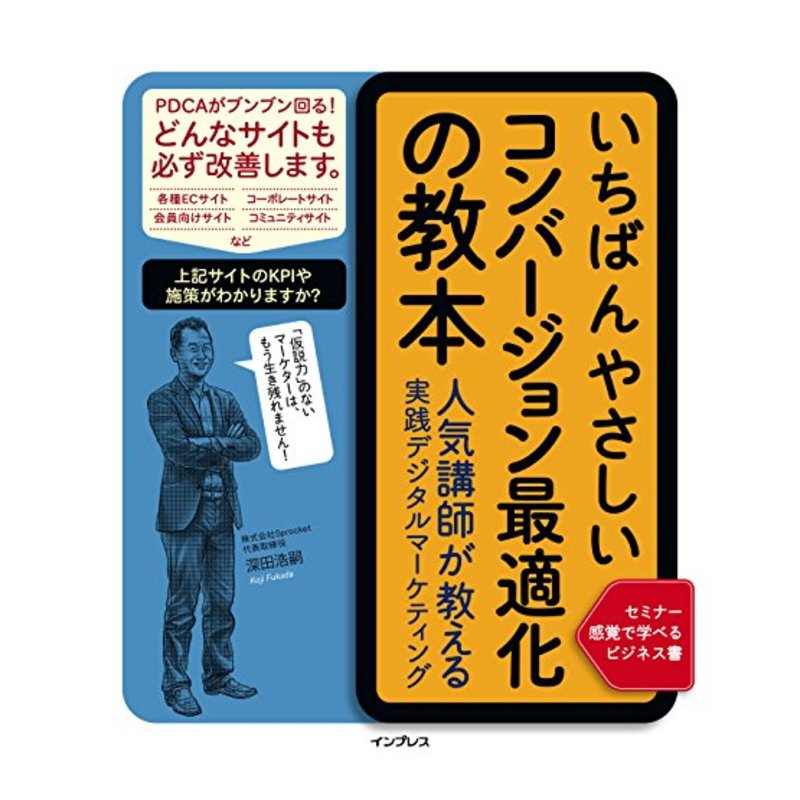 いちばんやさしい
コンバージョン最適化
の教本
人気講師が教える
実践デジタルマーケティング
セミナー
感覚で学べる
ビジネス書
PDCAがブンブン回る!
どんなサイトも
必ず改善します。
各種ECサイト
コーポレートサイト
会員向けサイト
コミュニティサイト
など
上記サイトのKPIや
施策がわかりますか?
「仮説力」のない
マーケターは、
もう生き残れません!
株式会社Sprocket
代表取締役
深田浩嗣
Koji Fukada
インプレス